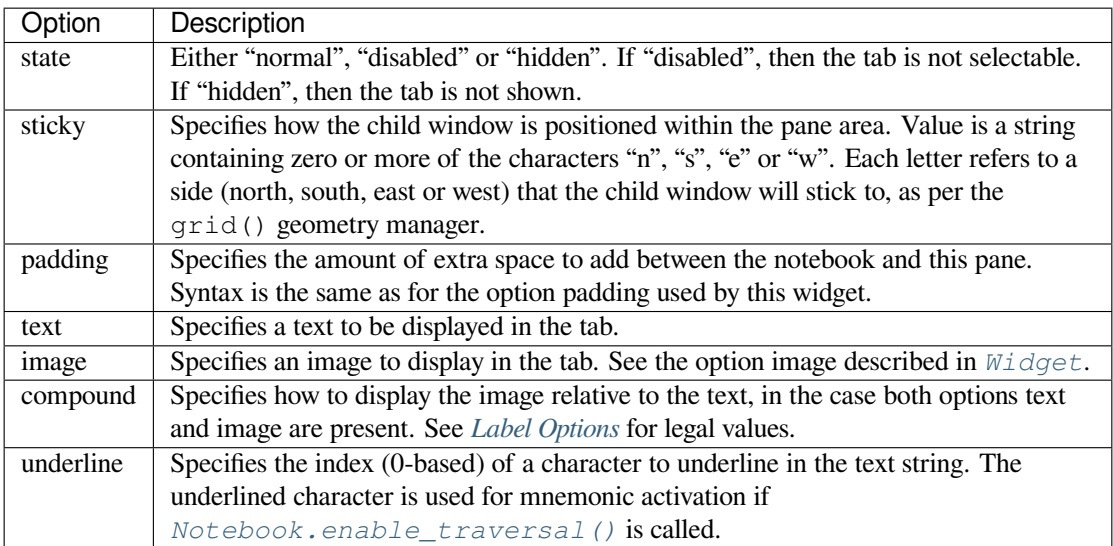 Option Description
state Either “normal”, “disabled” or “hidden”. If “disabled”, then the tab is not selectable.
If “hidden”, then the tab is not shown.
sticky Specifies how the child window is positioned within the pane area. Value is a string
containing zero or more of the characters “n”, “s”, “e” or “w”. Each letter refers to a
side (north, south, east or west) that the child window will stick to, as per the
grid() geometry manager.
padding Specifies the amount of extra space to add between the notebook and this pane.
Syntax is the same as for the option padding used by this widget.
text Specifies a text to be displayed in the tab.
image Specifies an image to display in the tab. See the option image described in Widget.
compound Specifies how to display the image relative to the text, in the case both options text
and image are present. See Label Options for legal values.
underline Specifies the index (0-based) of a character to underline in the text string. The
underlined character is used for mnemonic activation if
Notebook.enable_traversal() is called.